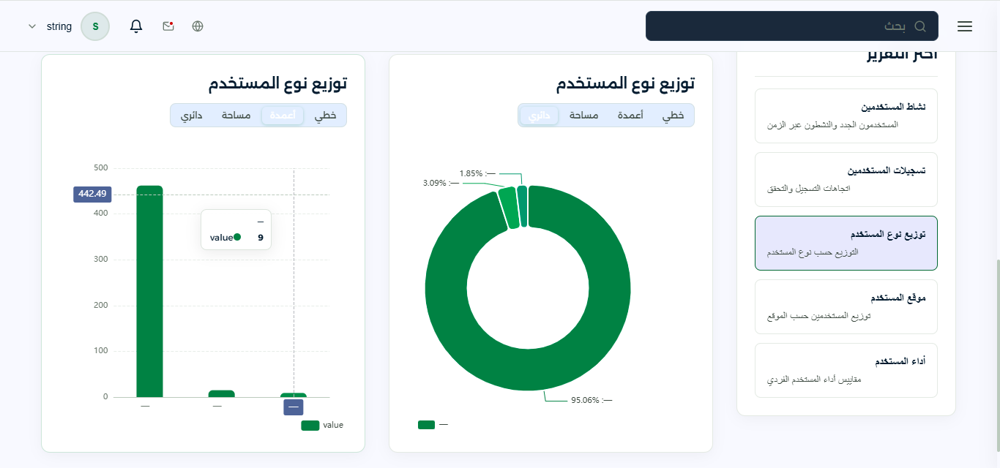 بحث
string
S
اختر التقرير
نشاط المستخدمين
المستخدمون الجدد والنشطون عبر الزمن
تسجيلات المستخدمين
اتجاهات التسجيل والتحقق
توزيع نوع المستخدم
التوزيع حسب نوع المستخدم
موقع المستخدم
توزيع المستخدمين حسب الموقع
أداء المستخدم
مقاييس أداء المستخدم الفردي
توزيع نوع المستخدم
خطي أعمدة مساحة دائري
1.85% :—
3.09% :—
95.06% :—
—
توزيع نوع المستخدم
خطي أعمدة مساحة دائري
500
442.49
400
300
200
100
0
—
value 9
— — —
value